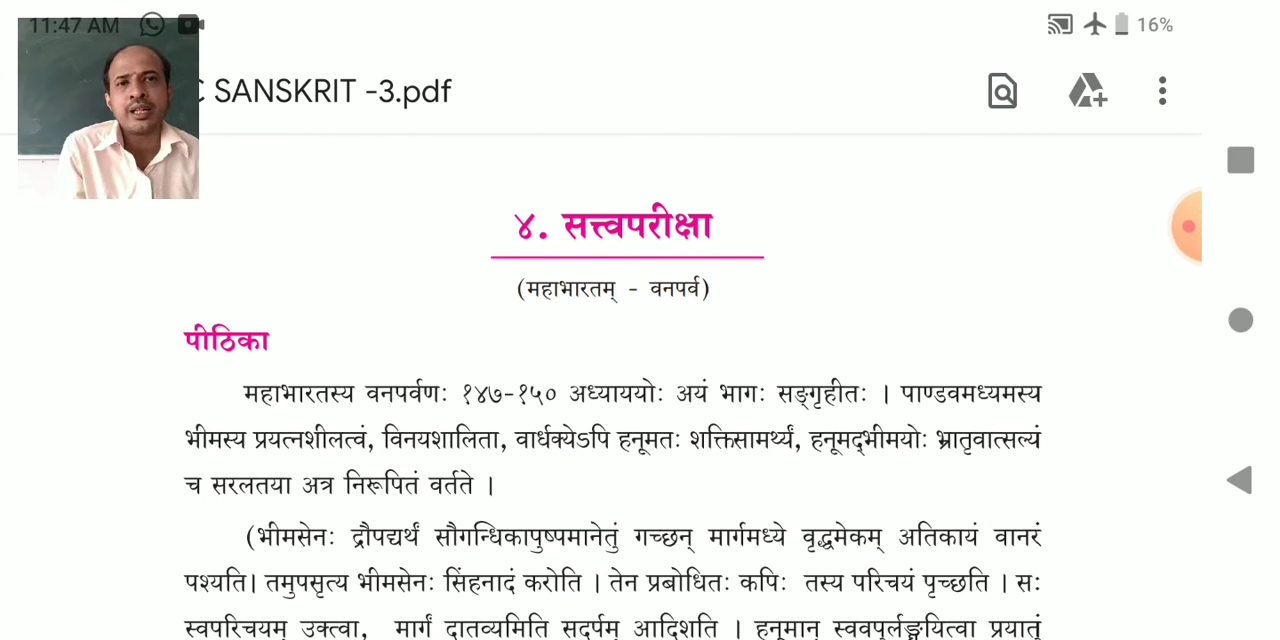 11:47 AM
16%
C SANSKRIT -3.pdf
४. सत्त्वपरीक्षा
(महाभारतम् - वनपर्व)
पीठिका
महाभारतस्य वनपर्वणः १४७-१५० अध्याययोः अयं भागः सङ्गृहीतः । पाण्डवमध्यमस्य
भीमस्य प्रयत्नशीलत्वं, विनयशालिता, वार्धक्येऽपि हनूमतः शक्तिसामर्थ्यं, हनूमद्भीमयोः भ्रातृवात्सल्यं
च सरलतया अत्र निरूपितं वर्तते ।
(भीमसेनः द्रौपद्यर्थं सौगन्धिकापुष्पमानेतुं गच्छन् मार्गमध्ये वृद्धमेकम् अतिकायं वानरं
पश्यति। तमुपसृत्य भीमसेनः सिंहनादं करोति । तेन प्रबोधितः कपिः तस्य परिचयं पृच्छति । सः
स्वपरिचयम् उक्त्वा, मार्गं दातव्यमिति सदर्पम् आदिशति । हनूमान् स्ववपुर्लङ्घयित्वा प्रयातुं